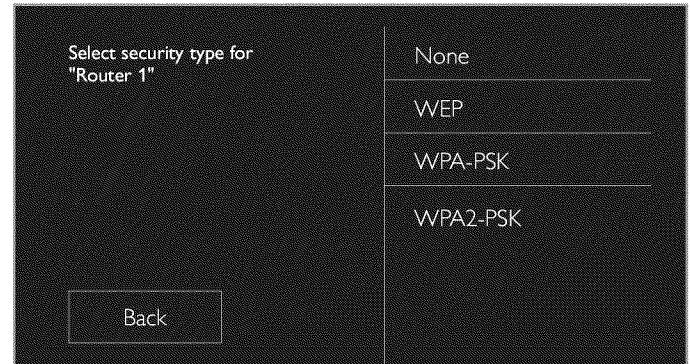 Select security type for
"Router 1"
None
WEP
WPA-PSK
WPA2-PSK
Back